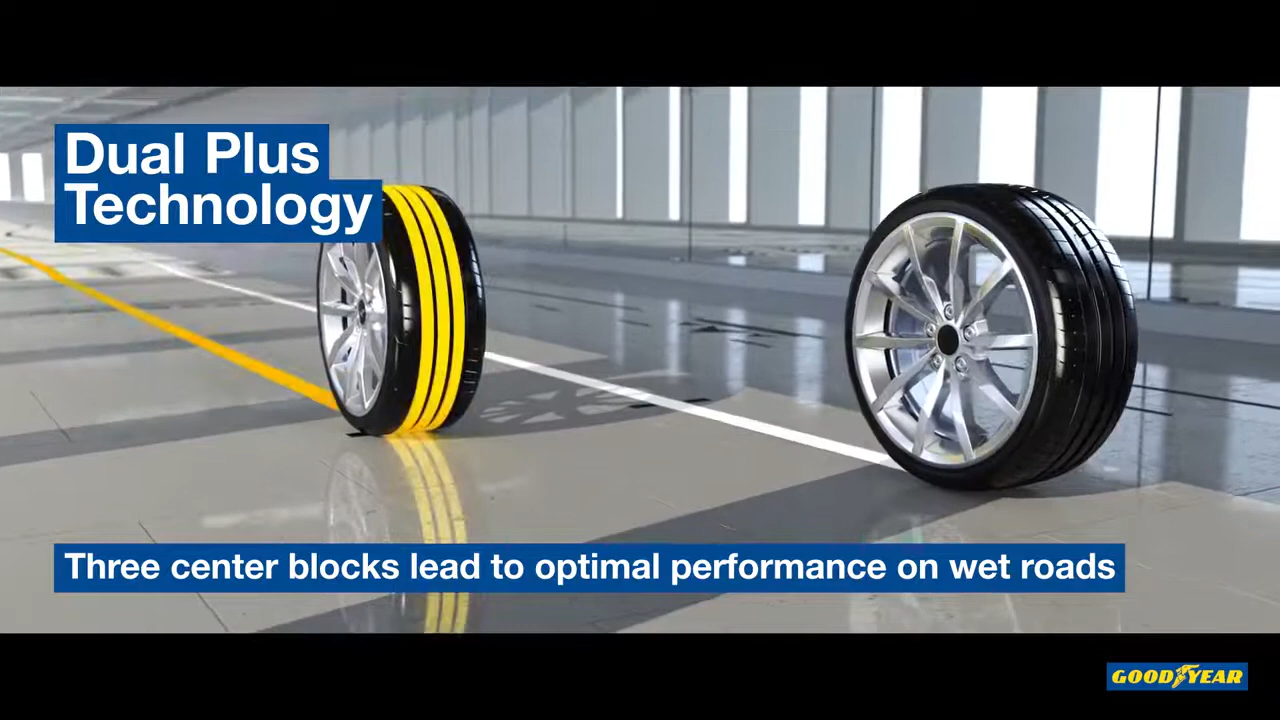 Dual Plus
Technology
Three center blocks lead to optimal performance on wet roads
GOODYEAR